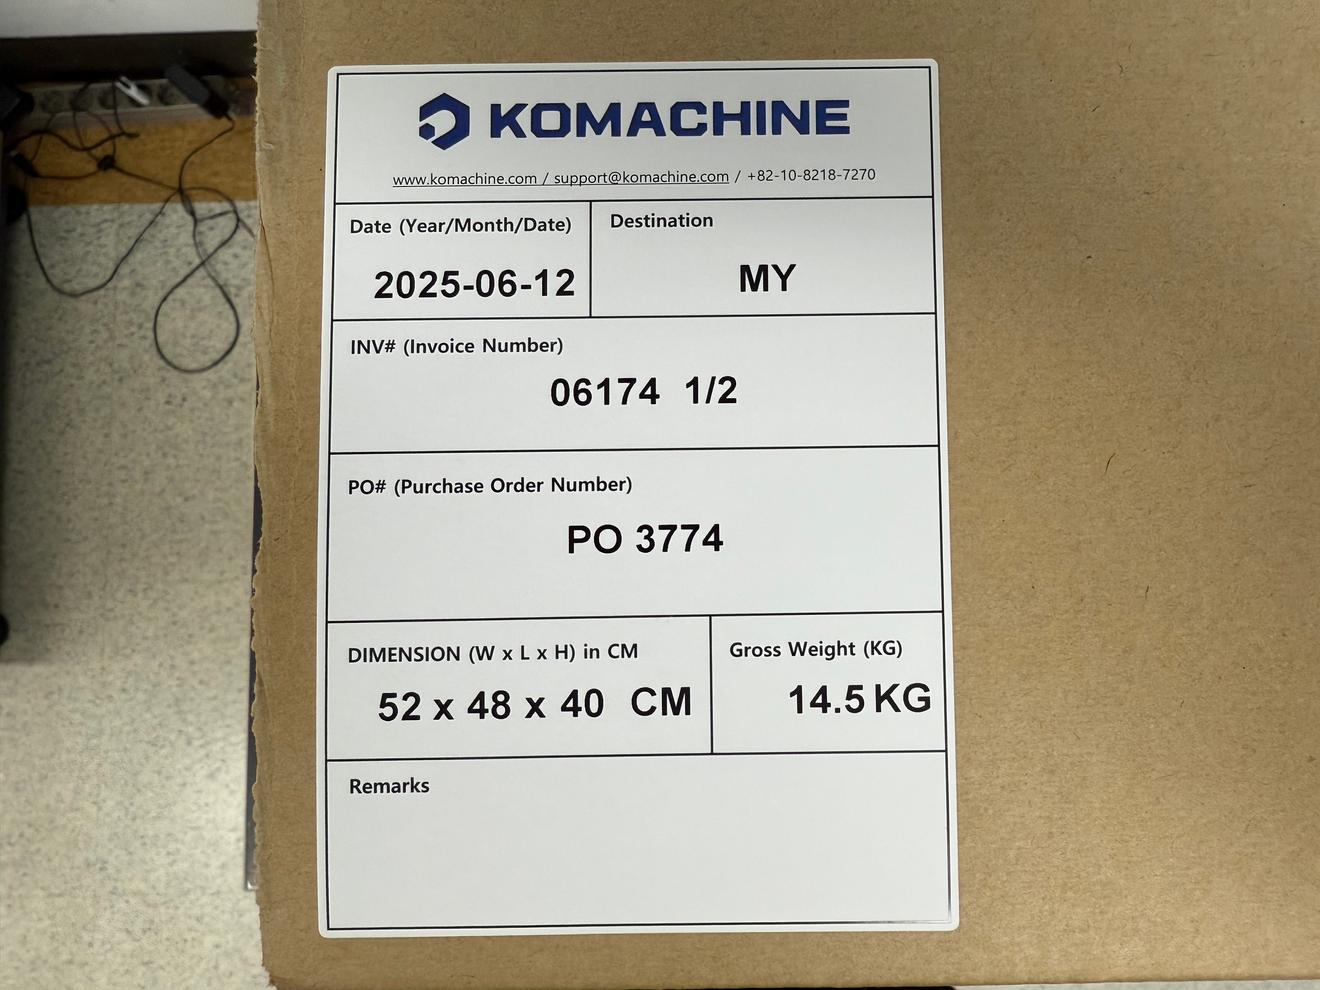 KOMACHINE
www.komachine.com / support@komachine.com / +82-10-8218-7270
Date (Year/Month/Date)
2025-06-12
Destination
MY
INV# (Invoice Number)
06174 1/2
PO# (Purchase Order Number)
PO 3774
DIMENSION (W x L x H) in CM
52 x 48 x 40 CM
Gross Weight (KG)
14.5 KG
Remarks